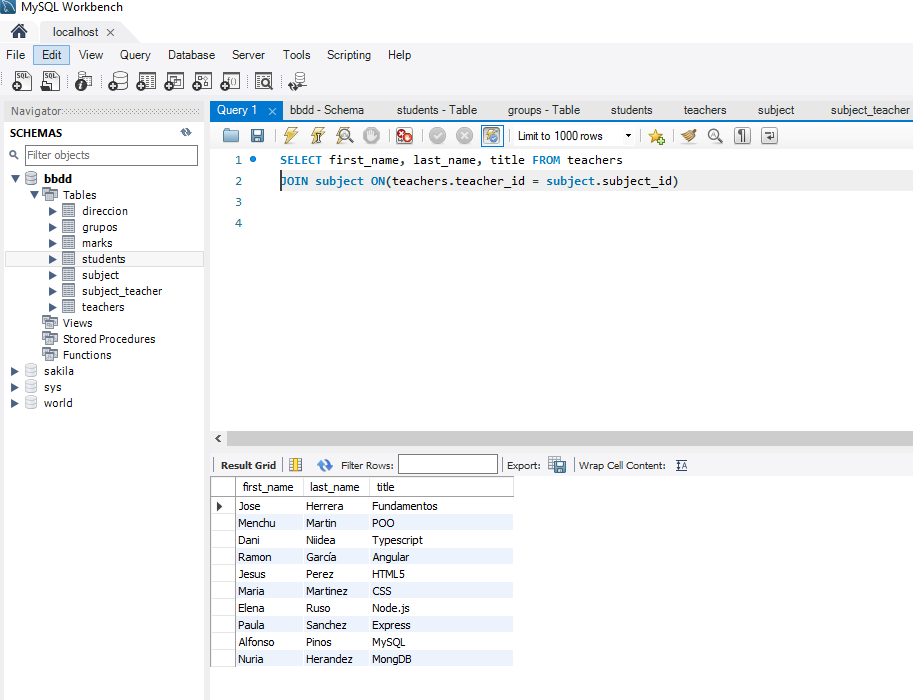 MySQL Workbench
localhost
File Edit View Query Database Server Tools Scripting Help
Navigator
SCHEMAS
Filter objects
bbdd
Tables
direccion
grupos
marks
students
subject
subject_teacher
teachers
Views
Stored Procedures
Functions
sakila
sys
world
Query 1 bbdd - Schema students - Table groups - Table students teachers subject subject_teacher
Limit to 1000 rows
1 SELECT first_name, last_name, title FROM teachers
2 JOIN subject ON(teachers.teacher_id = subject.subject_id)
3
4
Result Grid Filter Rows: Export: Wrap Cell Content:
first_name last_name title
Jose Herrera Fundamentos
Menchu Martin POO
Dani Niidea Typescript
Ramon García Angular
Jesus Perez HTML5
Maria Martinez CSS
Elena Ruso Node.js
Paula Sanchez Express
Alfonso Pinos MySQL
Nuria Herandez MongDB